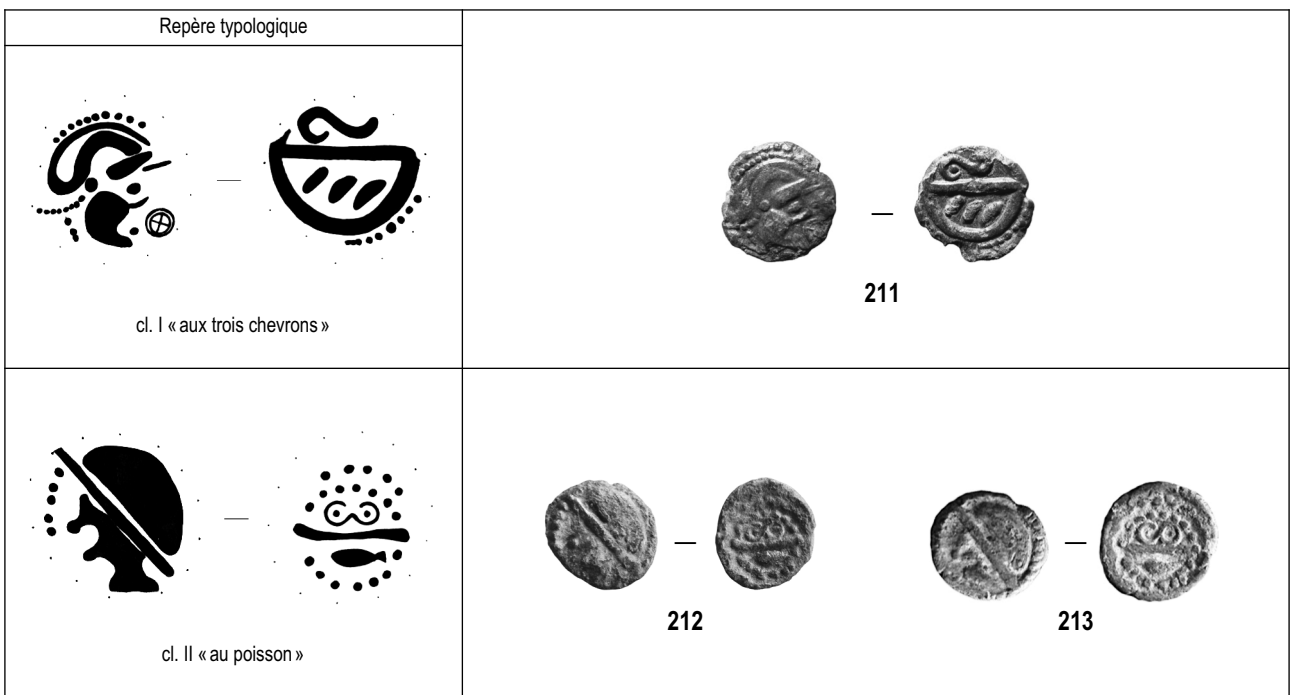 Repère typologique
cl. I « aux trois chevrons »
211
cl. II « au poisson »
212
213